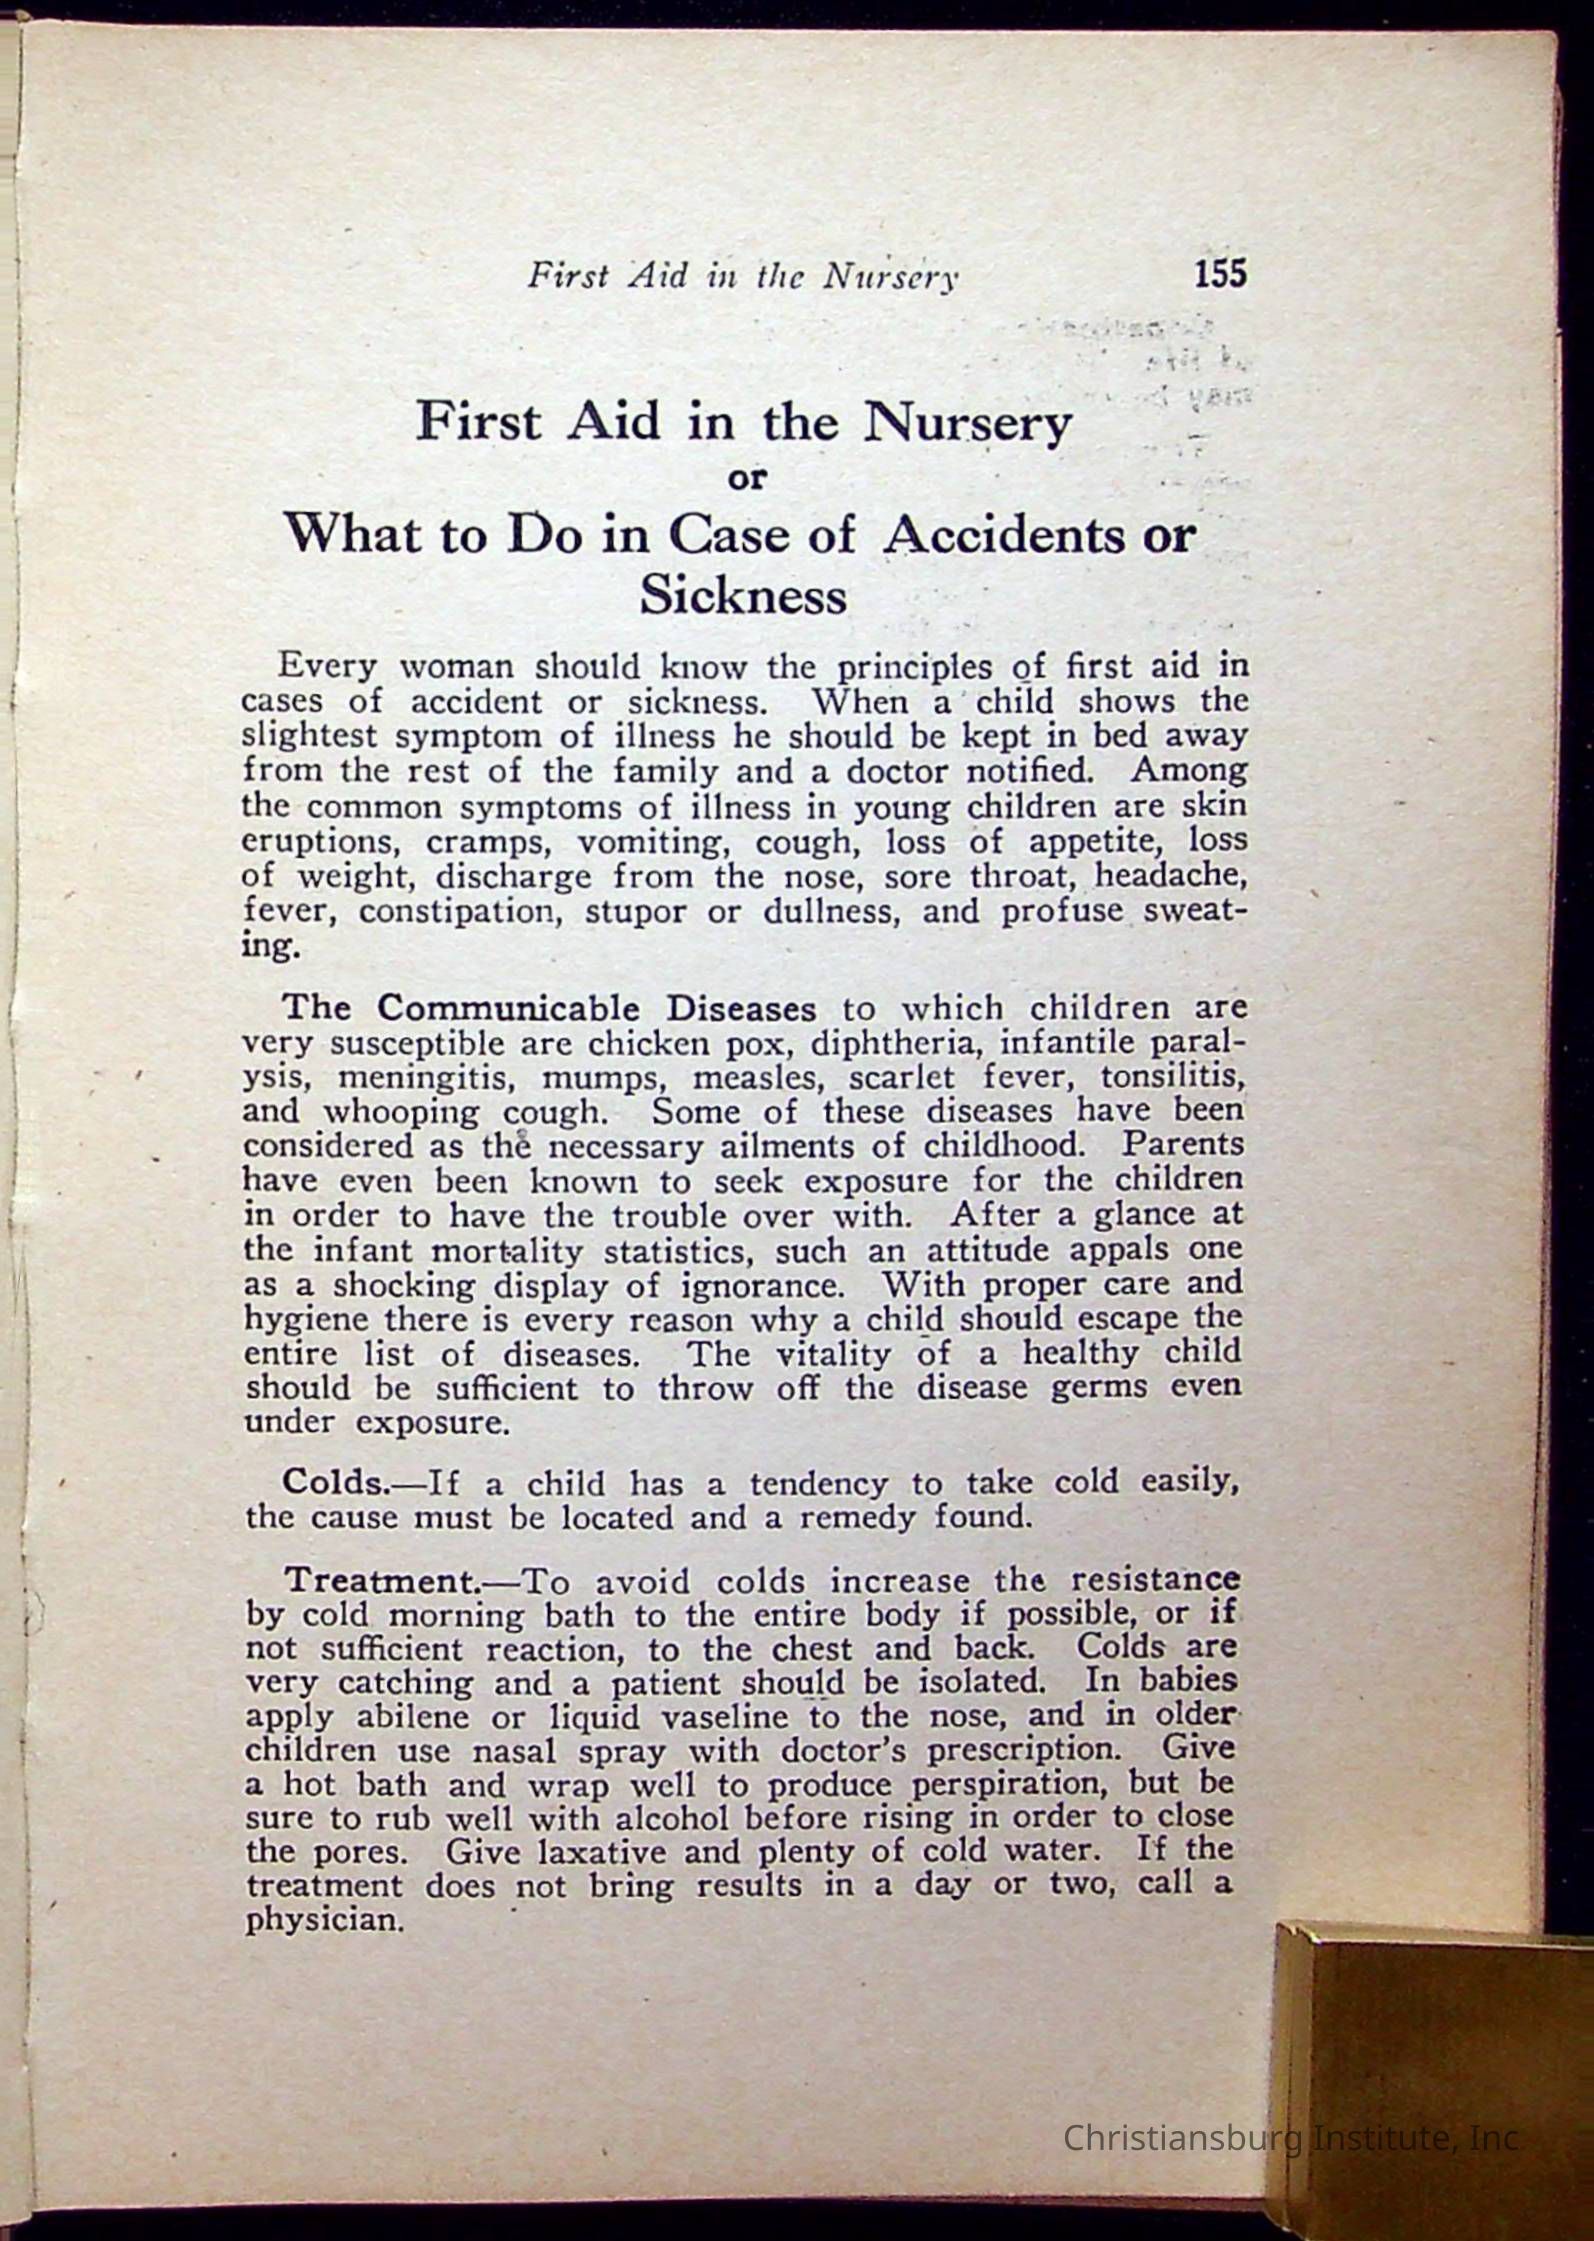 First Aid in the Nursery 155
First Aid in the Nursery
or
What to Do in Case of Accidents or
Sickness
Every woman should know the principles of first aid in
cases of accident or sickness. When a child shows the
slightest symptom of illness he should be kept in bed away
from the rest of the family and a doctor notified. Among
the common symptoms of illness in young children are skin
eruptions, cramps, vomiting, cough, loss of appetite, loss
of weight, discharge from the nose, sore throat, headache,
fever, constipation, stupor or dullness, and profuse sweat-
ing.
The Communicable Diseases to which children are
very susceptible are chicken pox, diphtheria, infantile paral-
ysis, meningitis, mumps, measles, scarlet fever, tonsilitis,
and whooping cough. Some of these diseases have been
considered as the necessary ailments of childhood. Parents
have even been known to seek exposure for the children
in order to have the trouble over with. After a glance at
the infant mortality statistics, such an attitude appals one
as a shocking display of ignorance. With proper care and
hygiene there is every reason why a child should escape the
entire list of diseases. The vitality of a healthy child
should be sufficient to throw off the disease germs even
under exposure.
Colds.—If a child has a tendency to take cold easily,
the cause must be located and a remedy found.
Treatment.—To avoid colds increase the resistance
by cold morning bath to the entire body if possible, or if
not sufficient reaction, to the chest and back. Colds are
very catching and a patient should be isolated. In babies
apply abilene or liquid vaseline to the nose, and in older
children use nasal spray with doctor's prescription. Give
a hot bath and wrap well to produce perspiration, but be
sure to rub well with alcohol before rising in order to close
the pores. Give laxative and plenty of cold water. If the
treatment does not bring results in a day or two, call a
physician.
Christiansburg Institute, Inc